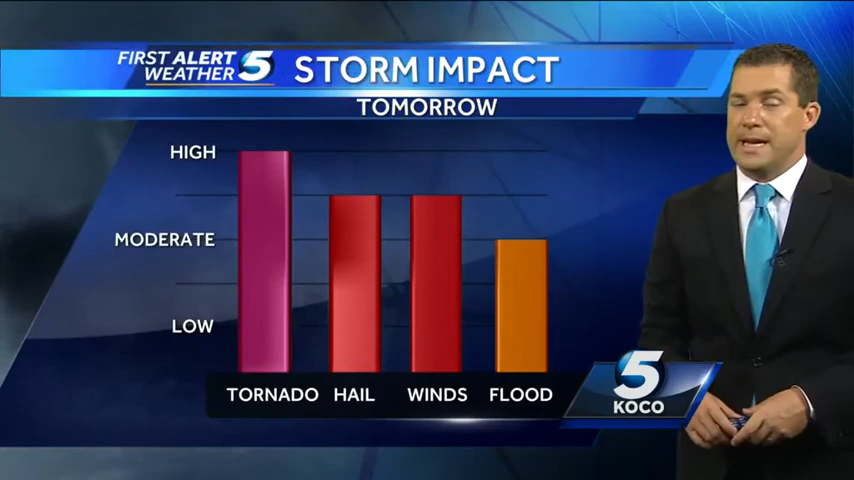 FIRST ALERT
WEATHER 5
STORM IMPACT
TOMORROW
HIGH
MODERATE
LOW
TORNADO HAIL WINDS FLOOD
5
KOCO